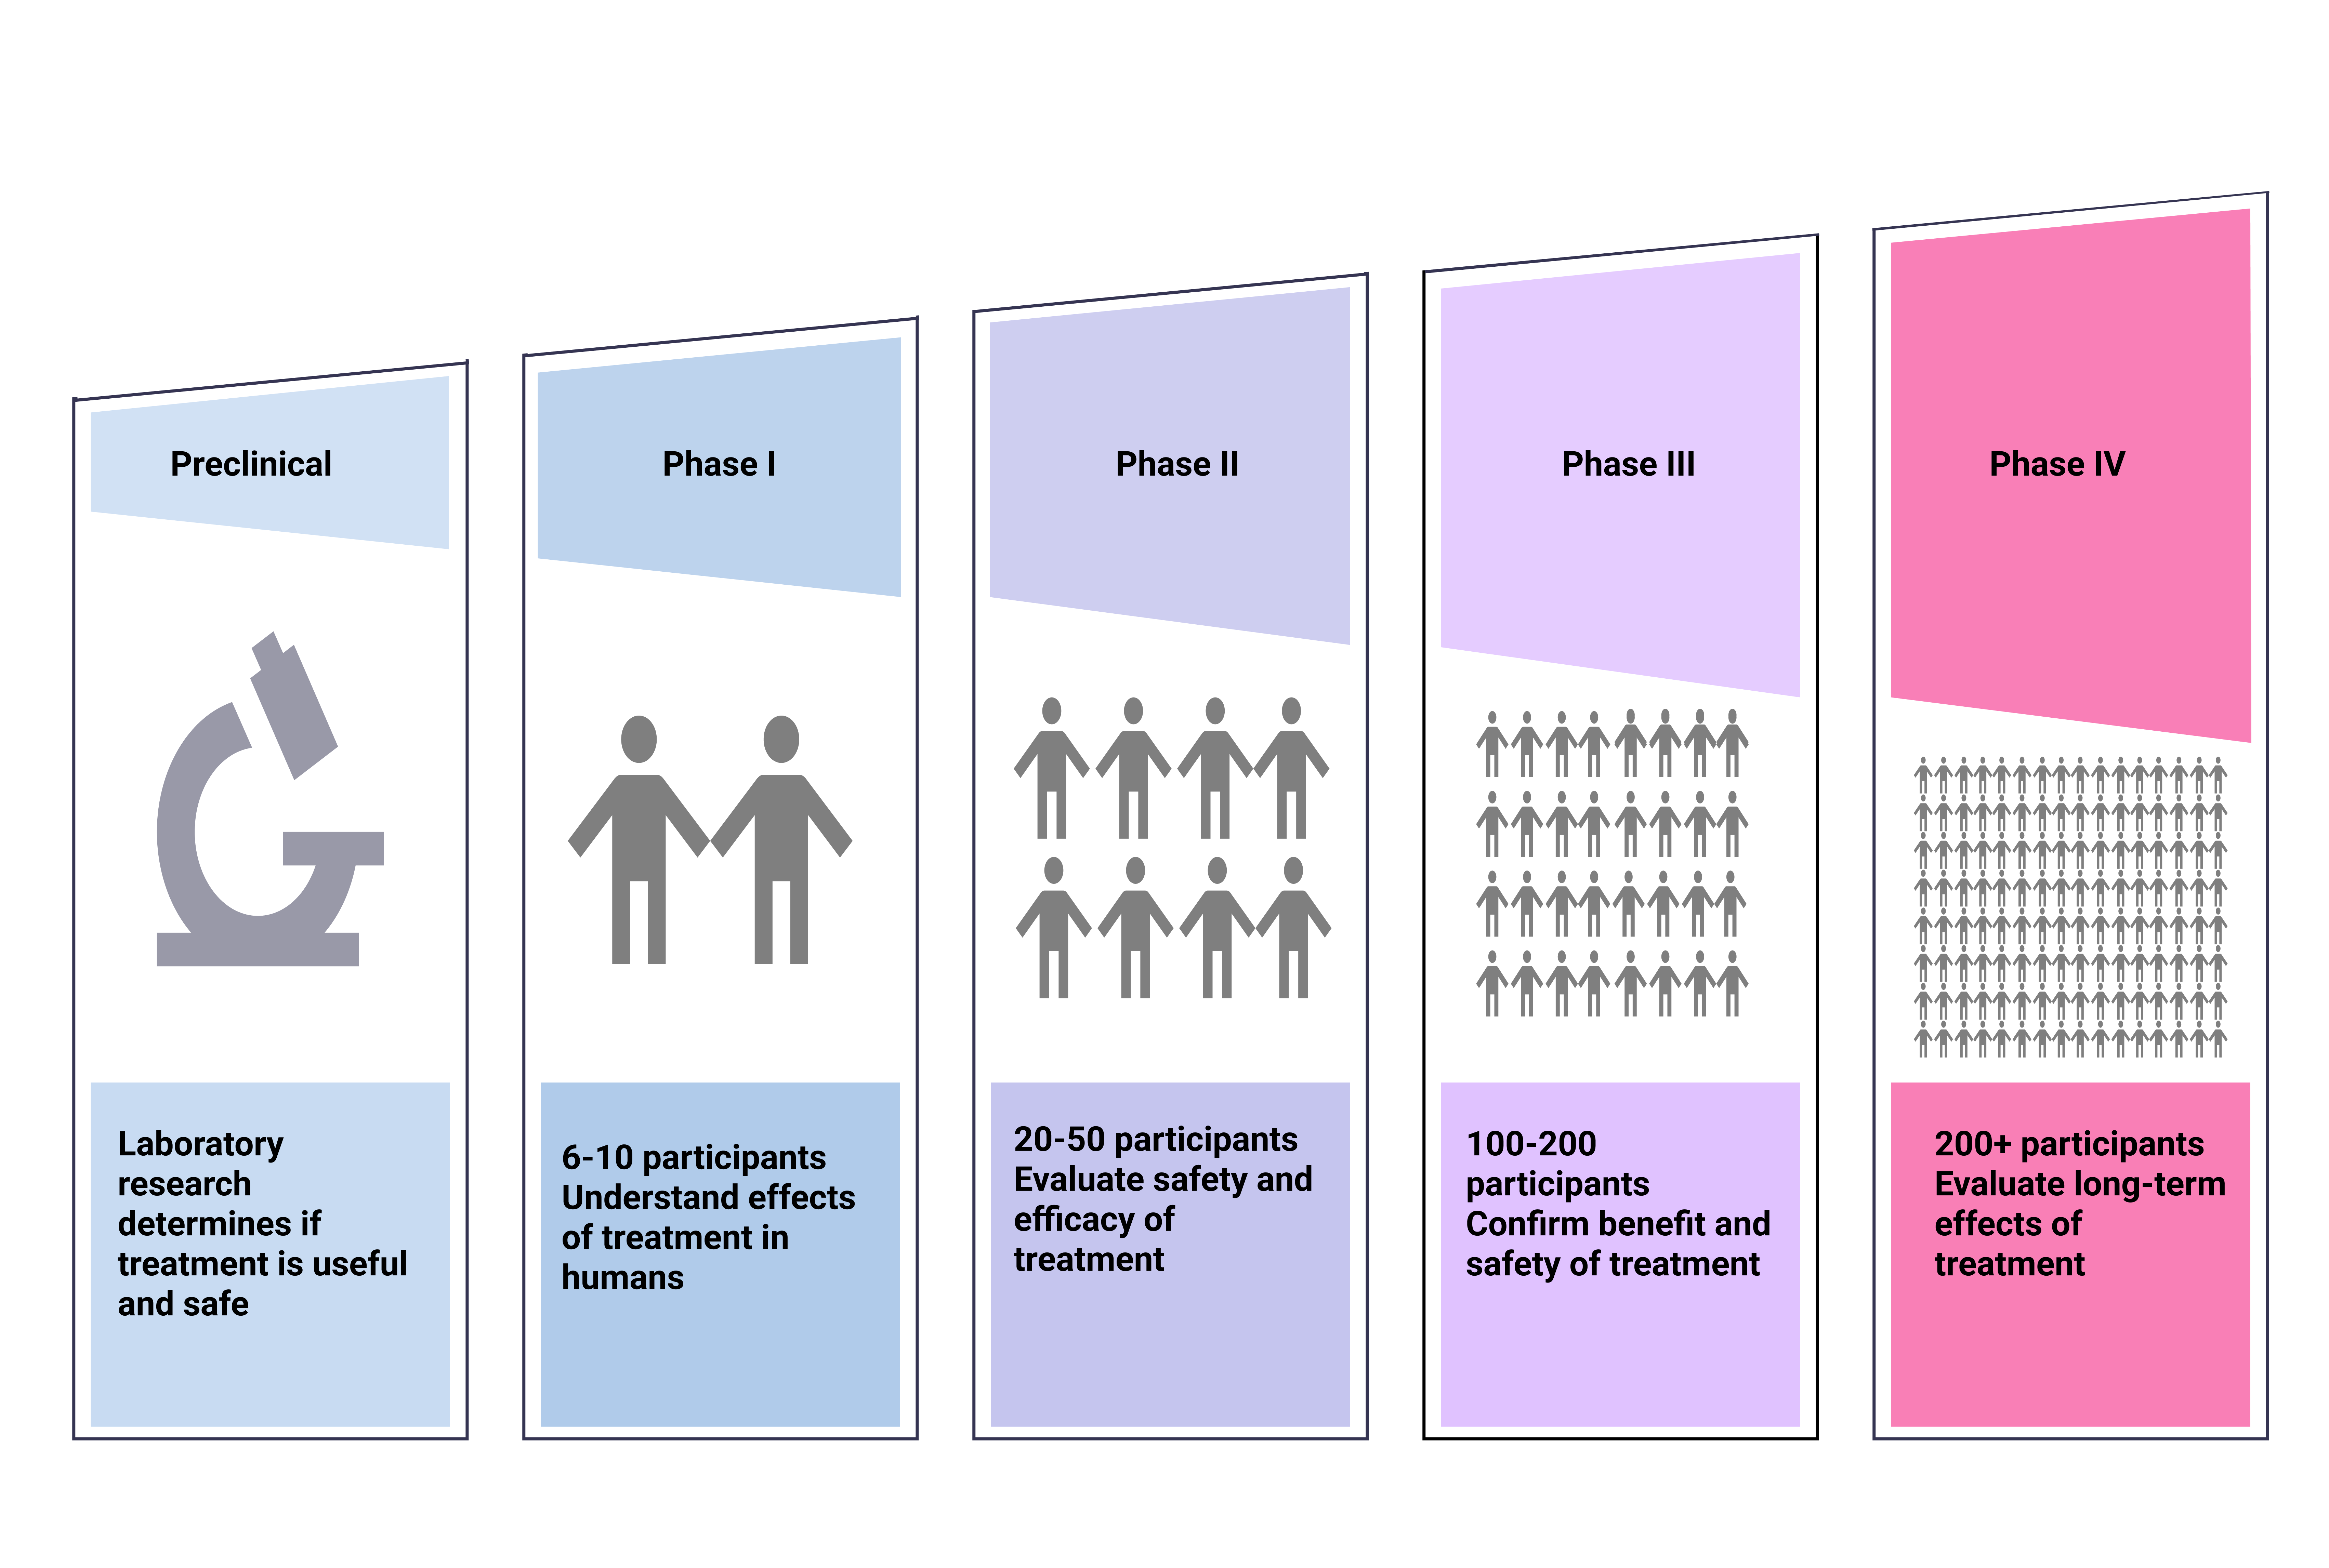 Preclinical
Phase I
Phase II
Phase III
Phase IV
Laboratory
research
determines if
treatment is useful
and safe
6-10 participants
Understand effects
of treatment in
humans
20-50 participants
Evaluate safety and
efficacy of
treatment
100-200
participants
Confirm benefit and
safety of treatment
200+ participants
Evaluate long-term
effects of
treatment